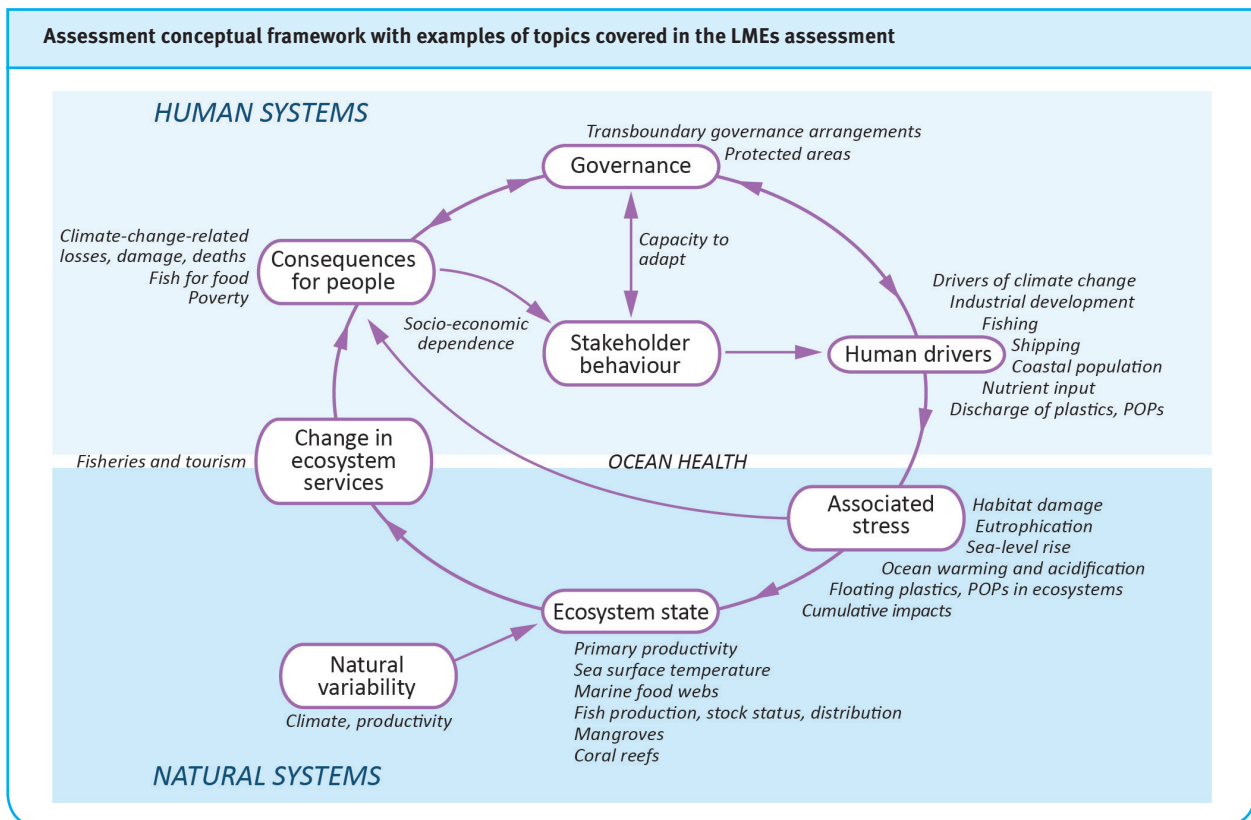 Assessment conceptual framework with examples of topics covered in the LMEs assessment
HUMAN SYSTEMS
Transboundary governance arrangements
Protected areas
Governance
Climate-change-related
losses, damage, deaths
Fish for food
Poverty
Consequences
for people
Capacity to
adapt
Socio-economic
dependence
Stakeholder
behaviour
Human drivers
Drivers of climate change
Industrial development
Fishing
Shipping
Coastal population
Nutrient input
Discharge of plastics, POPs
Fisheries and tourism
Change in
ecosystem
services
OCEAN HEALTH
Associated
stress
Habitat damage
Eutrophication
Sea-level rise
Ocean warming and acidification
Floating plastics, POPs in ecosystems
Cumulative impacts
Ecosystem state
Primary productivity
Sea surface temperature
Marine food webs
Fish production, stock status, distribution
Mangroves
Coral reefs
Natural
variability
Climate, productivity
NATURAL SYSTEMS